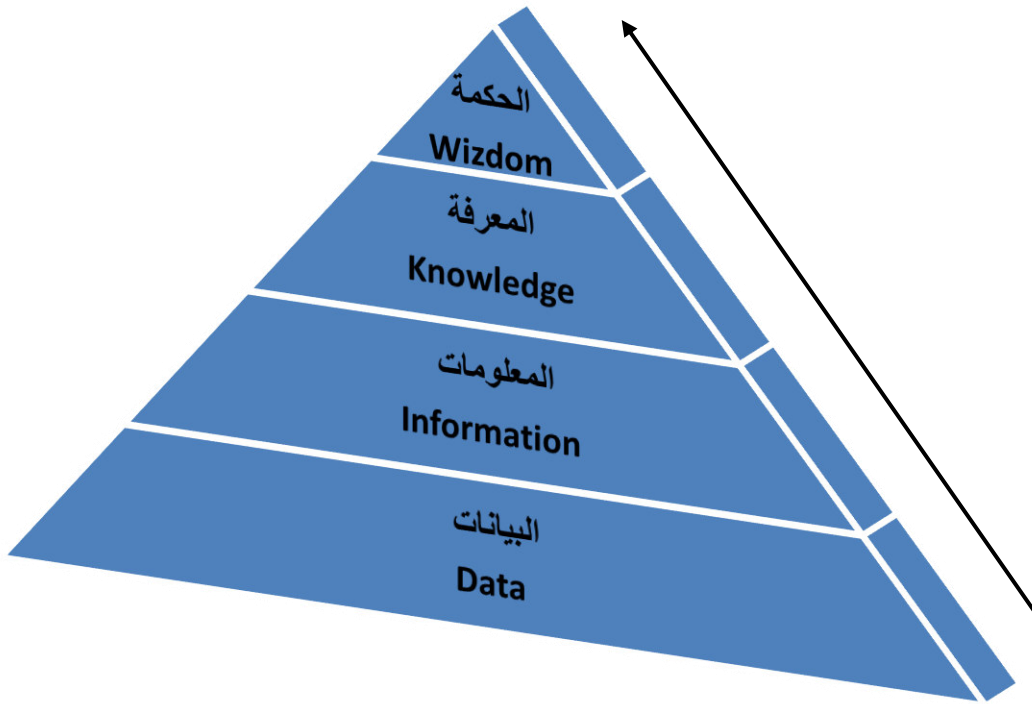 الحكمة
Wizdom
المعرفة
Knowledge
المعلومات
Information
البيانات
Data